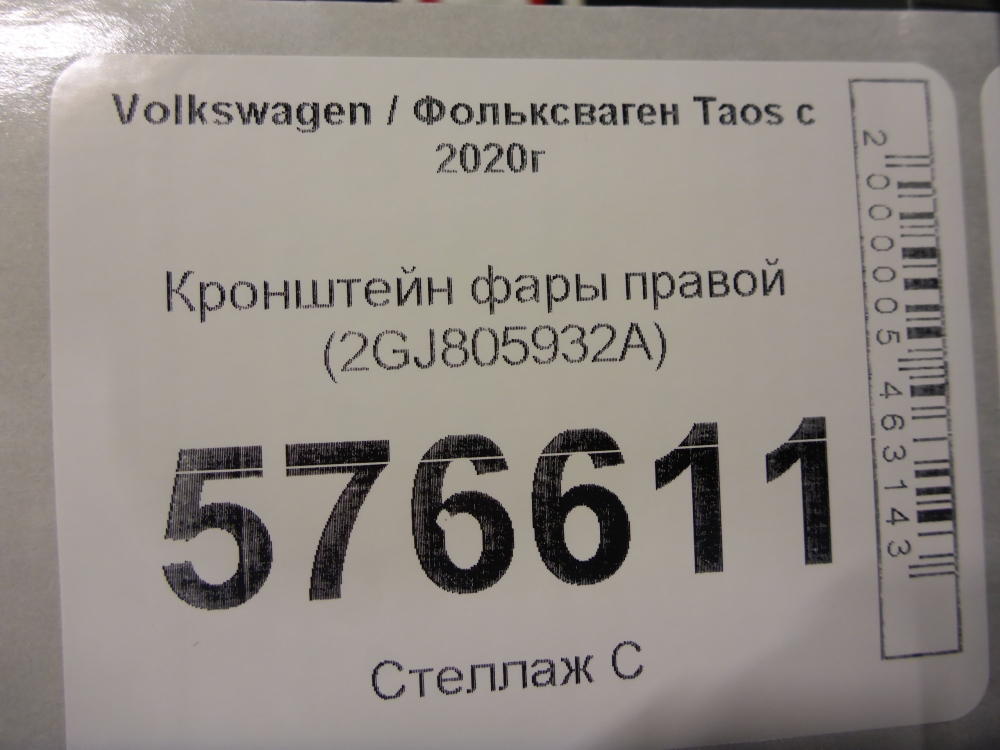 Volkswagen / Фольксваген Taos с
2020г
Кронштейн фары правой
(2GJ805932A)
576611
Стеллаж С
2000005463143